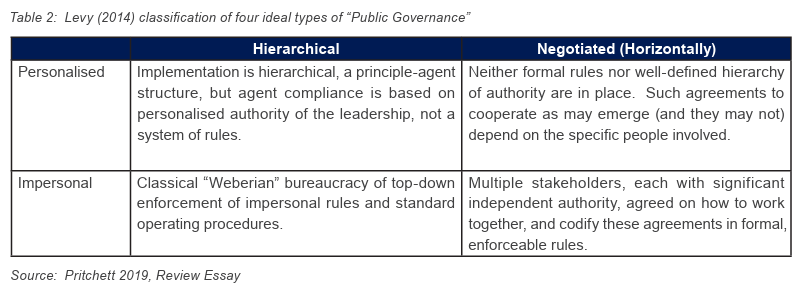 Table 2:  Levy (2014) classification of four ideal types of “Public Governance”
Hierarchical
Negotiated (Horizontally)
Personalised
Implementation is hierarchical, a principle-agent
structure, but agent compliance is based on
personalised authority of the leadership, not a
system of rules.
Neither formal rules nor well-defined hierarchy
of authority are in place.  Such agreements to
cooperate as may emerge (and they may not)
depend on the specific people involved.
Impersonal
Classical “Weberian” bureaucracy of top-down
enforcement of impersonal rules and standard
operating procedures.
Multiple stakeholders, each with significant
independent authority, agreed on how to work
together, and codify these agreements in formal,
enforceable rules.
Source:  Pritchett 2019, Review Essay